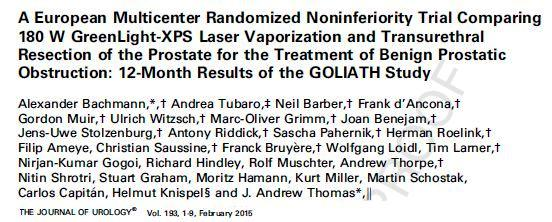 A European Multicenter Randomized Noninferiority Trial Comparing
180 W GreenLight-XPS Laser Vaporization and Transurethral
Resection of the Prostate for the Treatment of Benign Prostatic
Obstruction: 12-Month Results of the GOLIATH Study
Alexander Bachmann,*,† Andrea Tubaro,‡ Neil Barber,† Frank d'Ancona,†
Gordon Muir,† Ulrich Witzsch,† Marc-Oliver Grimm,† Joan Benejam,†
Jens-Uwe Stolzenburg,† Antony Riddick,† Sascha Pahernik,† Herman Roelink,†
Filip Ameye, Christian Saussine,† Franck Bruyère,† Wolfgang Loidl, Tim Larner,†
Nirjan-Kumar Gogoi, Richard Hindley, Rolf Muschter, Andrew Thorpe,†
Nitin Shrotri, Stuart Graham, Moritz Hamann, Kurt Miller, Martin Schostak,
Carlos Capitán, Helmut Knispel§ and J. Andrew Thomas*,‖
THE JOURNAL OF UROLOGY® Vol. 193, 1-9, February 2015
PROOF